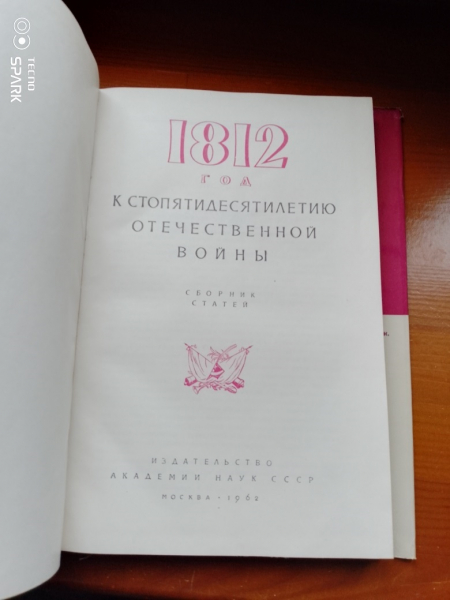 1812
ГОД
К СТОПЯТИДЕСЯТИЛЕТИЮ
ОТЕЧЕСТВЕННОЙ
ВОЙНЫ
СБОРНИК
СТАТЕЙ
ИЗДАТЕЛЬСТВО
АКАДЕМИИ НАУК СССР
МОСКВА · 1962
SPARK
TECNO